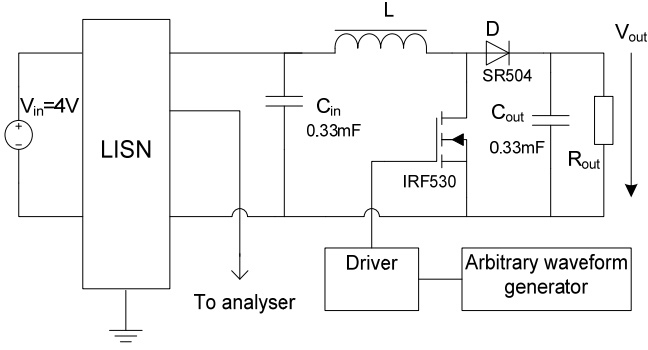 L
D
V_out
SR504
V_in=4V
+
−
LISN
C_in
0.33mF
C_out
0.33mF
R_out
IRF530
Driver
Arbitrary waveform
generator
To analyser